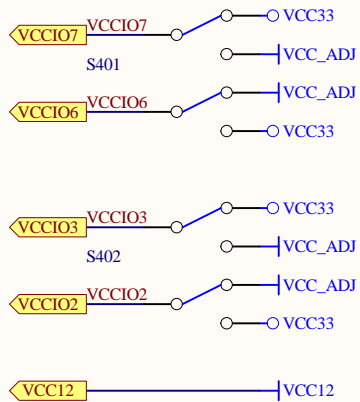 VCCIO7 VCCIO7 VCC33
S401 VCC_ADJ
VCCIO6 VCCIO6 VCC_ADJ
VCC33
VCCIO3 VCCIO3 VCC33
S402 VCC_ADJ
VCCIO2 VCCIO2 VCC_ADJ
VCC33
VCC12 VCC12